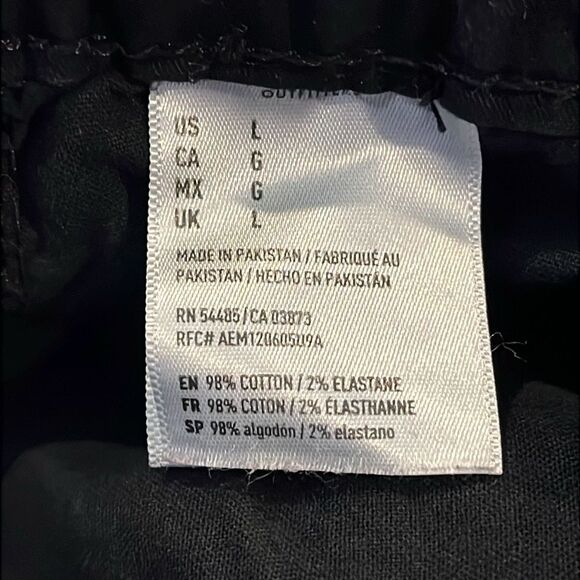 OUTFITTERS
US L
CA G
MX G
UK L
MADE IN PAKISTAN / FABRIQUÉ AU
PAKISTAN / HECHO EN PAKISTÁN
RN 54485 / CA 03873
RFC# AEM120605U9A
EN 98% COTTON / 2% ELASTANE
FR 98% COTON / 2% ÉLASTHANNE
SP 98% algodón / 2% elastano